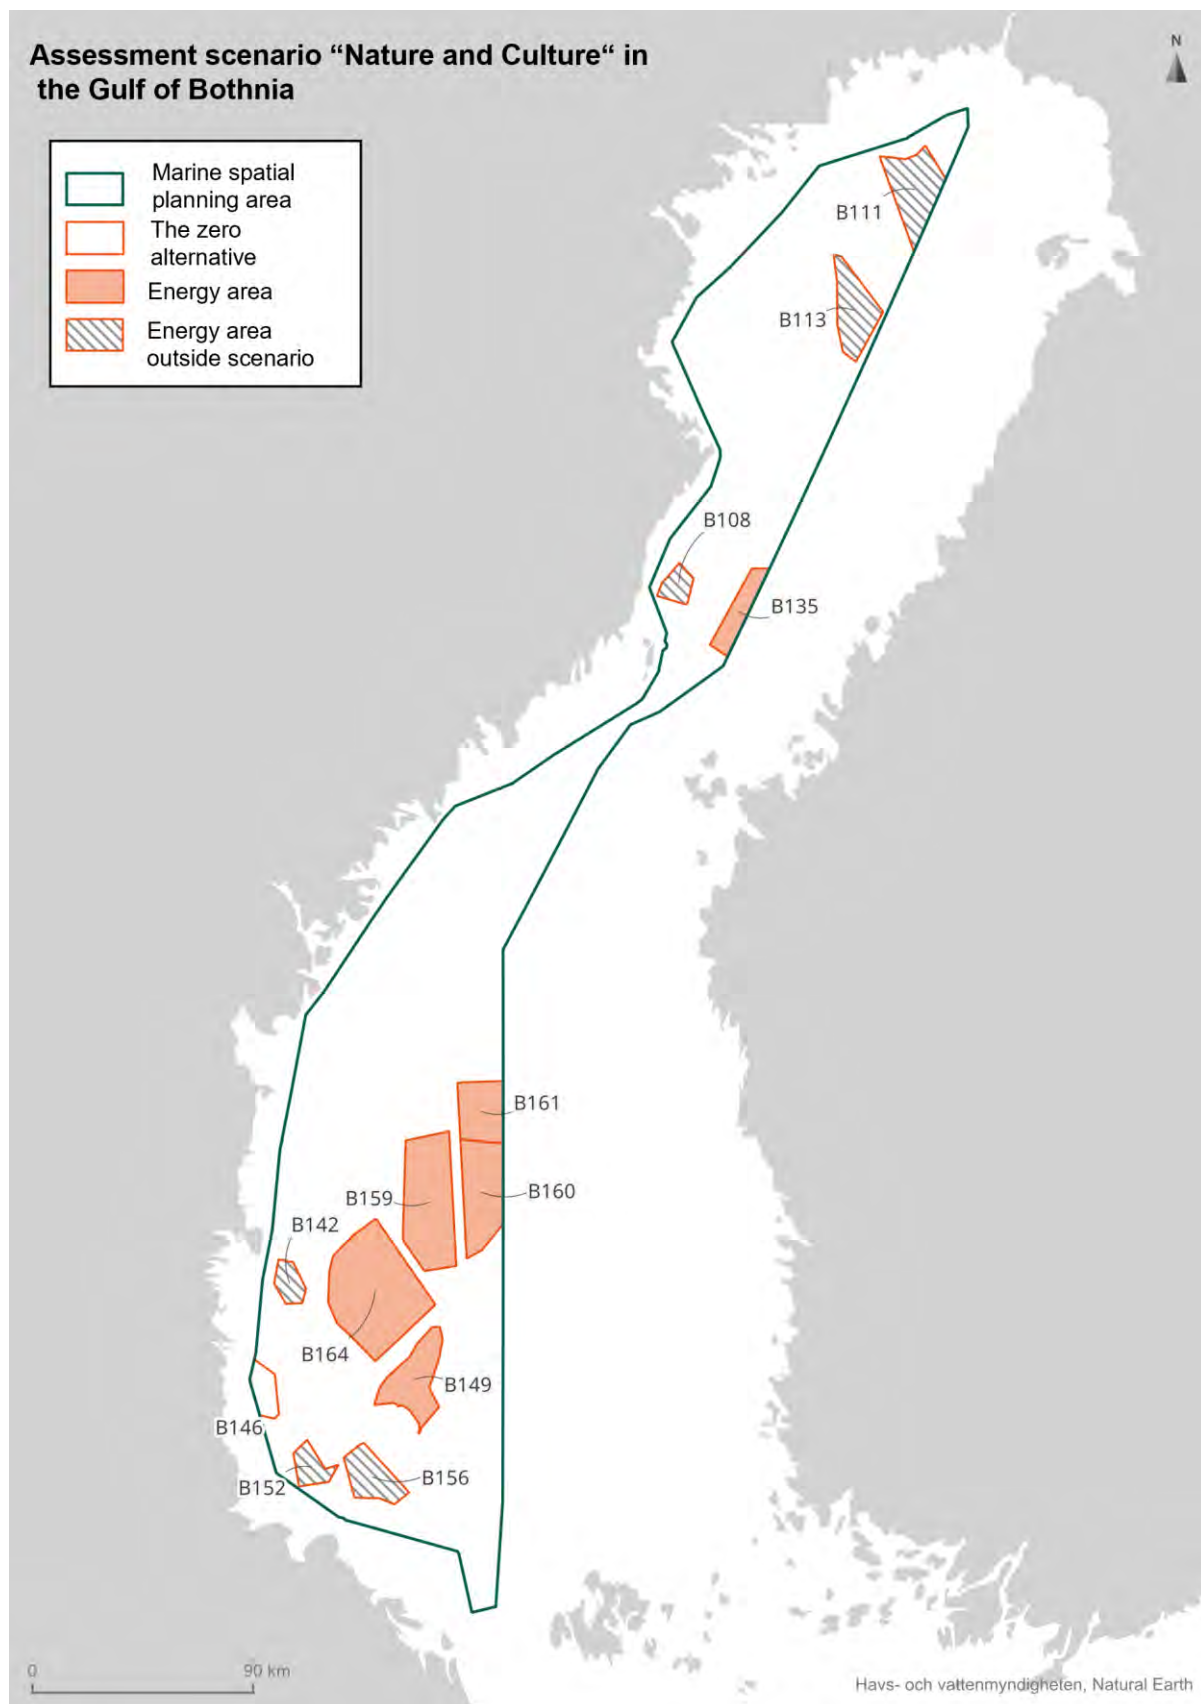 Assessment scenario “Nature and Culture“ in
the Gulf of Bothnia
N
Marine spatial
planning area
The zero
alternative
Energy area
Energy area
outside scenario
B111
B113
B108
B135
B161
B159
B160
B142
B164
B149
B146
B152
B156
0 90 km
Havs- och vattenmyndigheten, Natural Earth